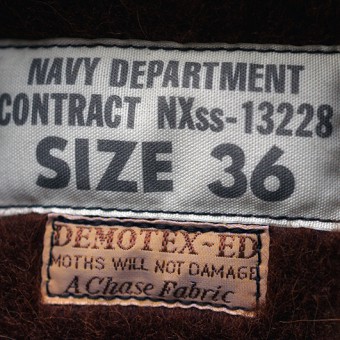 NAVY DEPARTMENT
CONTRACT NXss-13228
SIZE 36
DEMOTEX-ED
MOTHS WILL NOT DAMAGE
A Chase Fabric